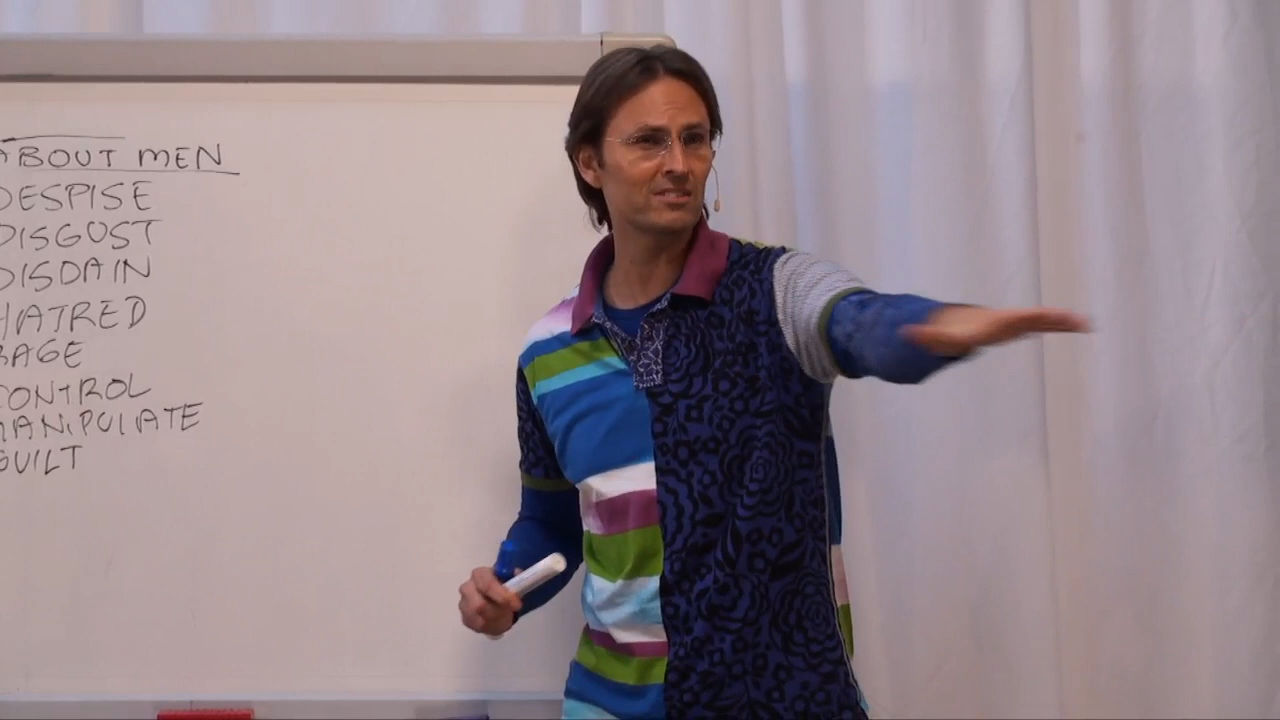 ABOUT MEN
DESPISE
DISGUST
DISDAIN
HATRED
RAGE
CONTROL
MANIPULATE
GUILT